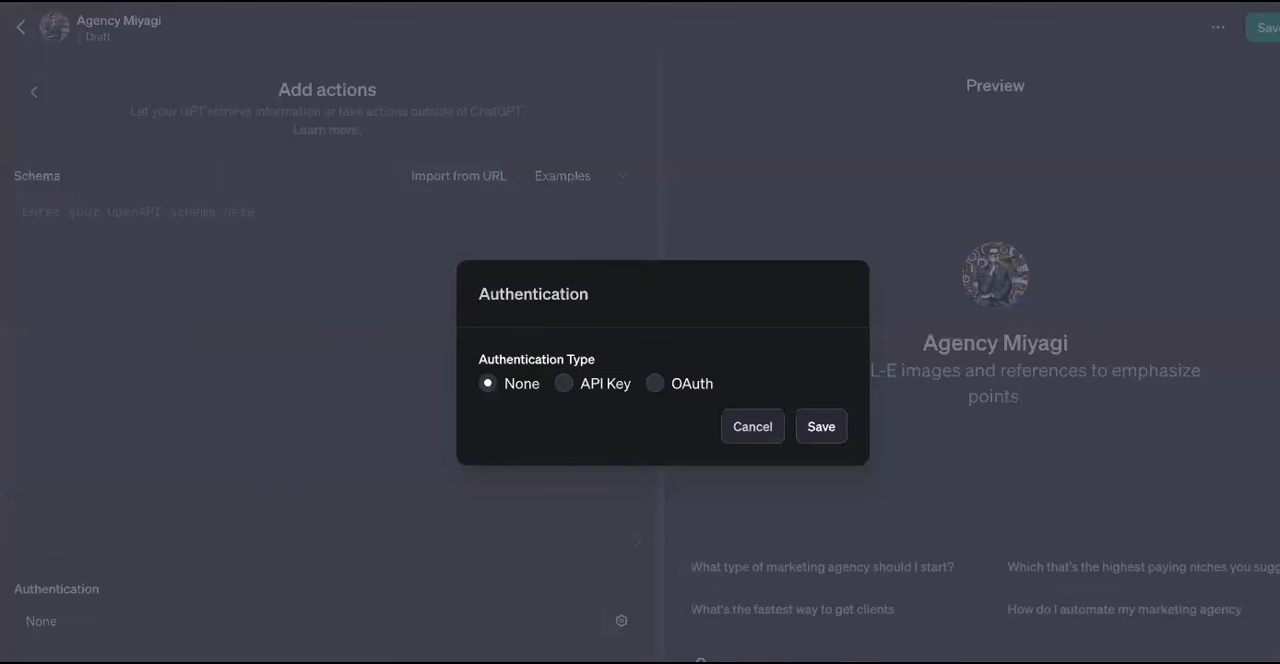 Agency Miyagi
Draft
Add actions
Let your GPT retrieve information or take actions outside of ChatGPT.
Learn more.
Schema
Import from URL
Examples
Enter your OpenAPI schema here
Authentication
None
Preview
Agency Miyagi
L-E images and references to emphasize
points.
What type of marketing agency should I start?
Which that's the highest paying niches you sugg
What's the fastest way to get clients
How do I automate my marketing agency
Authentication
Authentication Type
None
API Key
OAuth
Cancel
Save
Sav